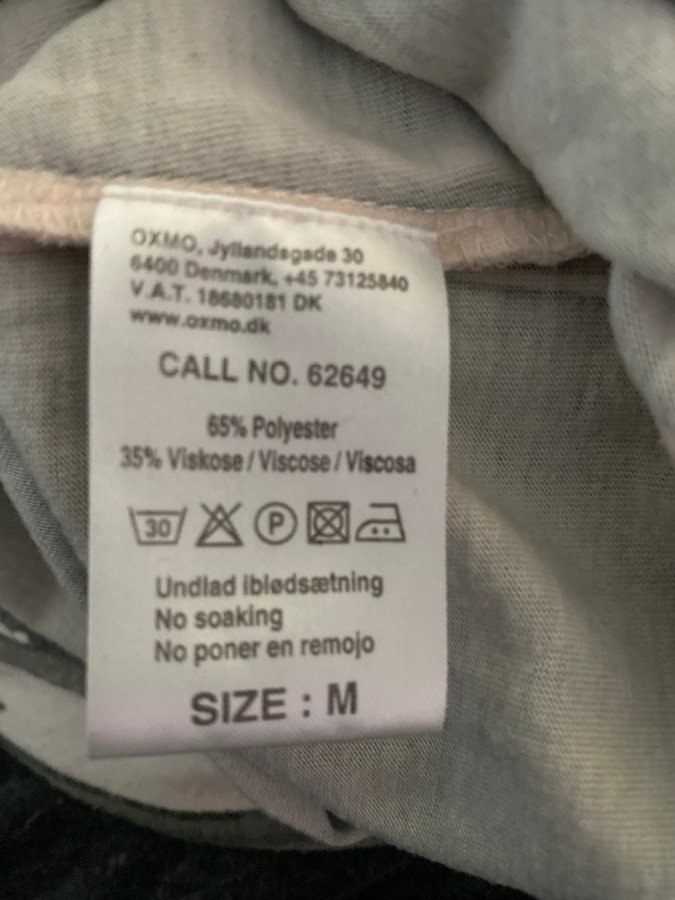 OXMO, Jyllandsgade 30
6400 Denmark, +45 73125840
V.A.T. 18680181 DK
www.oxmo.dk
CALL NO. 62649
65% Polyester
35% Viskose / Viscose / Viscosa
30 P
Undlad iblødsætning
No soaking
No poner en remojo
SIZE : M